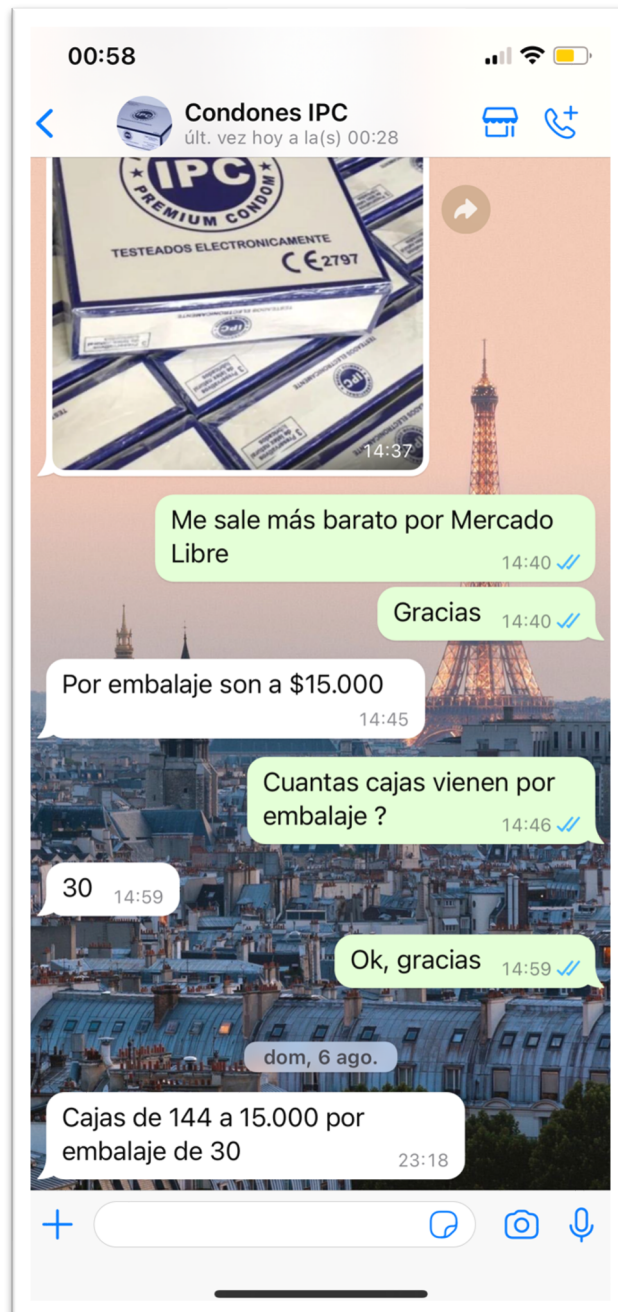 00:58
Condones IPC
últ. vez hoy a la(s) 00:28
IPC
PREMIUM CONDOM
TESTEADOS ELECTRONICAMENTE
CE 2797
14:37
Me sale más barato por Mercado
Libre
14:40
Gracias 14:40
Por embalaje son a $15.000
14:45
Cuantas cajas vienen por
embalaje ?
14:46
30 14:59
Ok, gracias 14:59
dom, 6 ago.
Cajas de 144 a 15.000 por
embalaje de 30
23:18